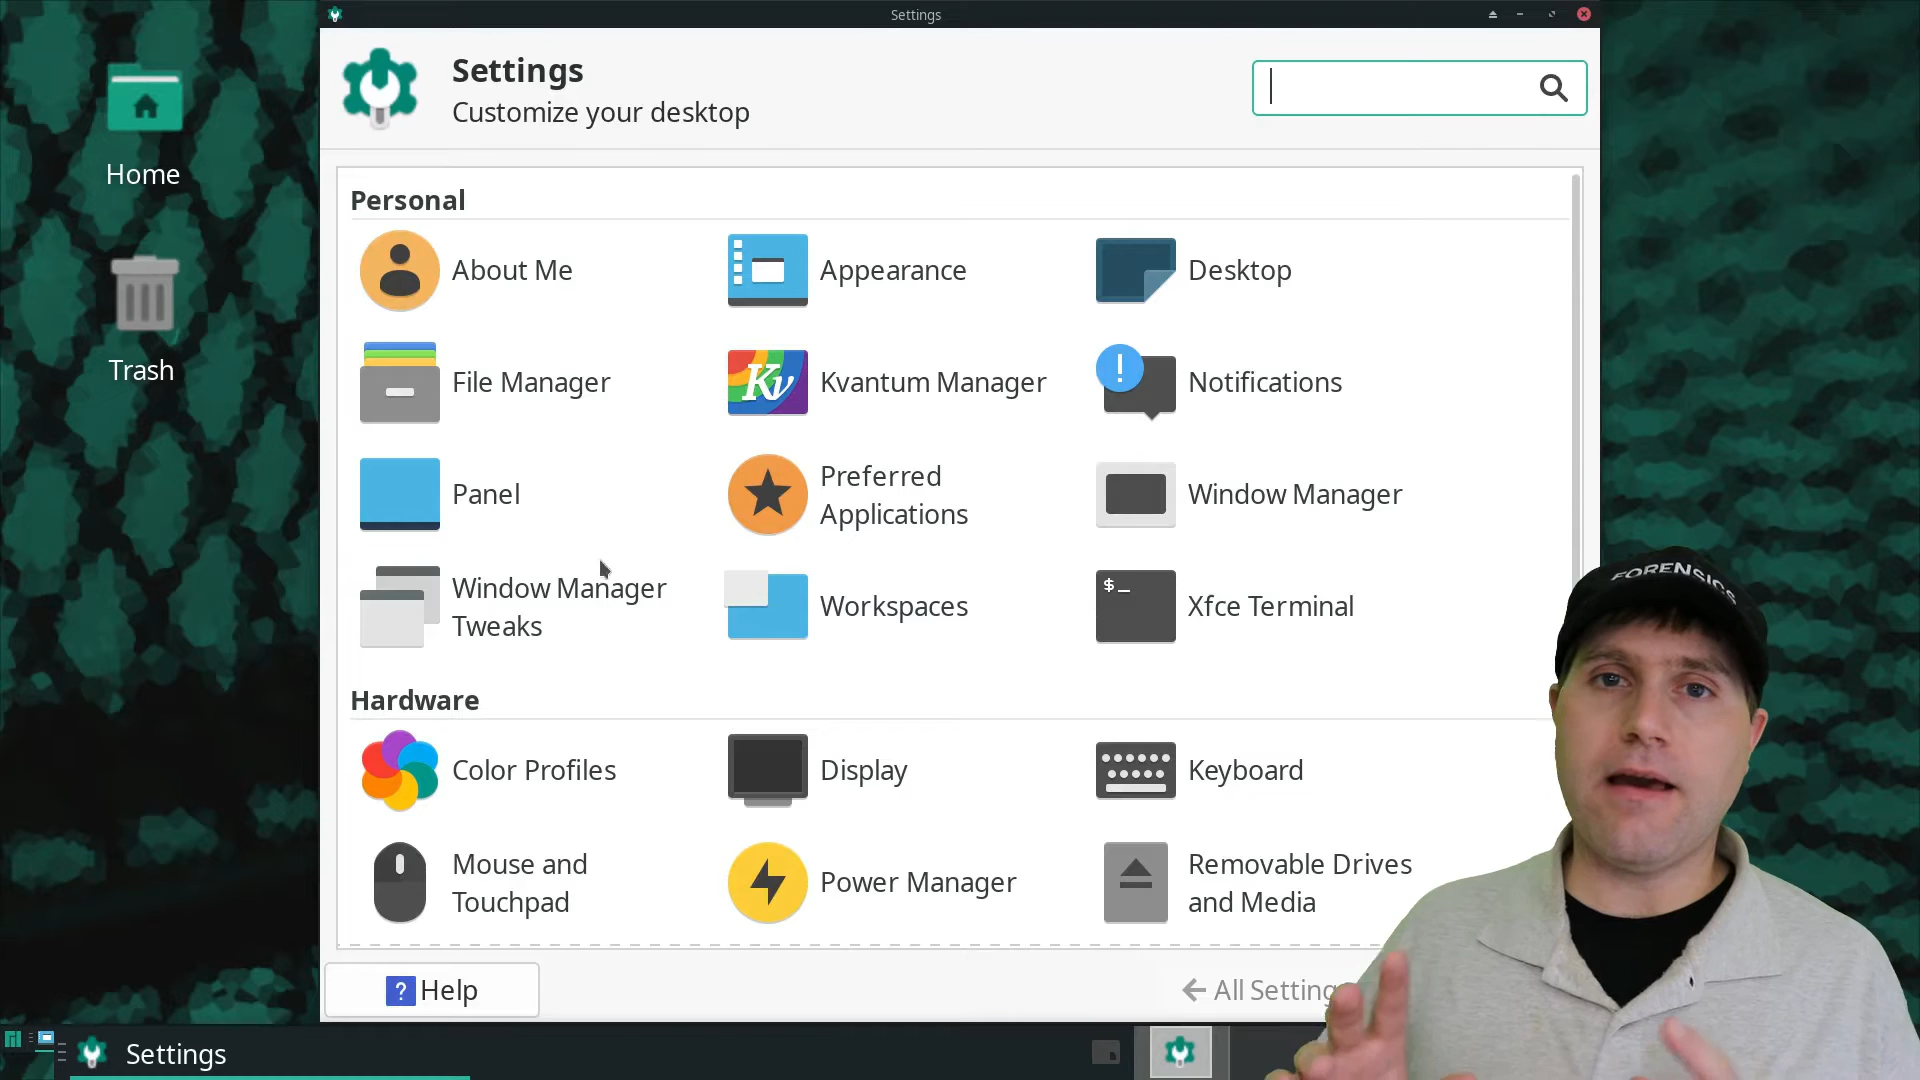 Settings
Home
Trash
Settings
Customize your desktop
Personal
About Me
Appearance
Desktop
File Manager
Kv
Kvantum Manager
!
Notifications
Panel
Preferred
Applications
Window Manager
Window Manager
Tweaks
Workspaces
$_
Xfce Terminal
Hardware
Color Profiles
Display
Keyboard
Mouse and
Touchpad
Power Manager
Removable Drives
and Media
? Help
All Setting
Settings
FORENSICS